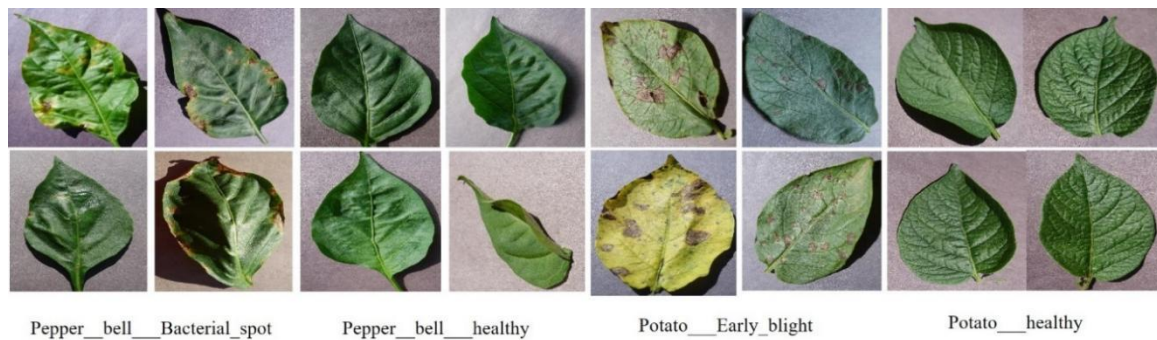 Pepper__bell___Bacterial_spot
Pepper__bell___healthy
Potato___Early_blight
Potato___healthy